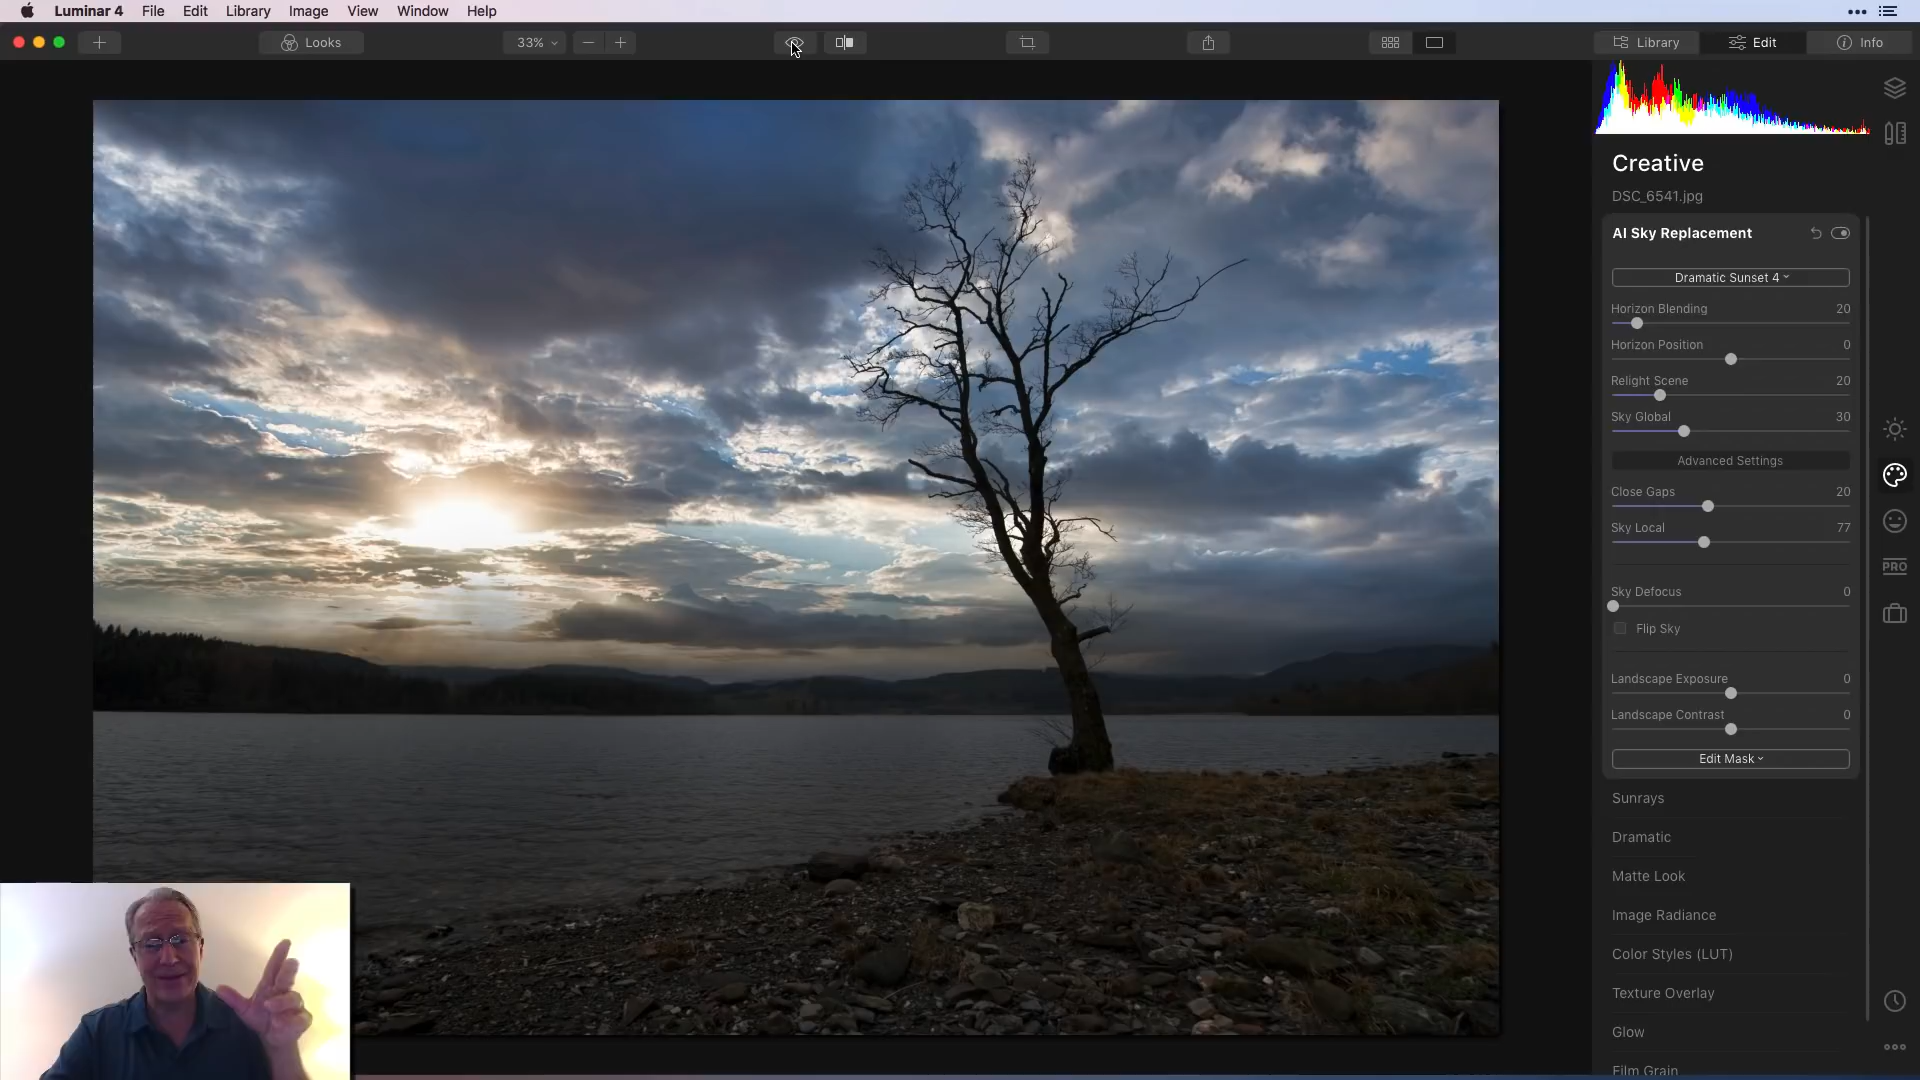 Luminar 4 File Edit Library Image View Window Help
Looks 33% Library Edit Info
Creative
DSC_6541.jpg
AI Sky Replacement
Dramatic Sunset 4
Horizon Blending 20
Horizon Position 0
Relight Scene 20
Sky Global 30
Advanced Settings
Close Gaps 20
Sky Local 77
Sky Defocus 0
Flip Sky
Landscape Exposure 0
Landscape Contrast 0
Edit Mask
Sunrays
Dramatic
Matte Look
Image Radiance
Color Styles (LUT)
Texture Overlay
Glow
Film Grain
PRO